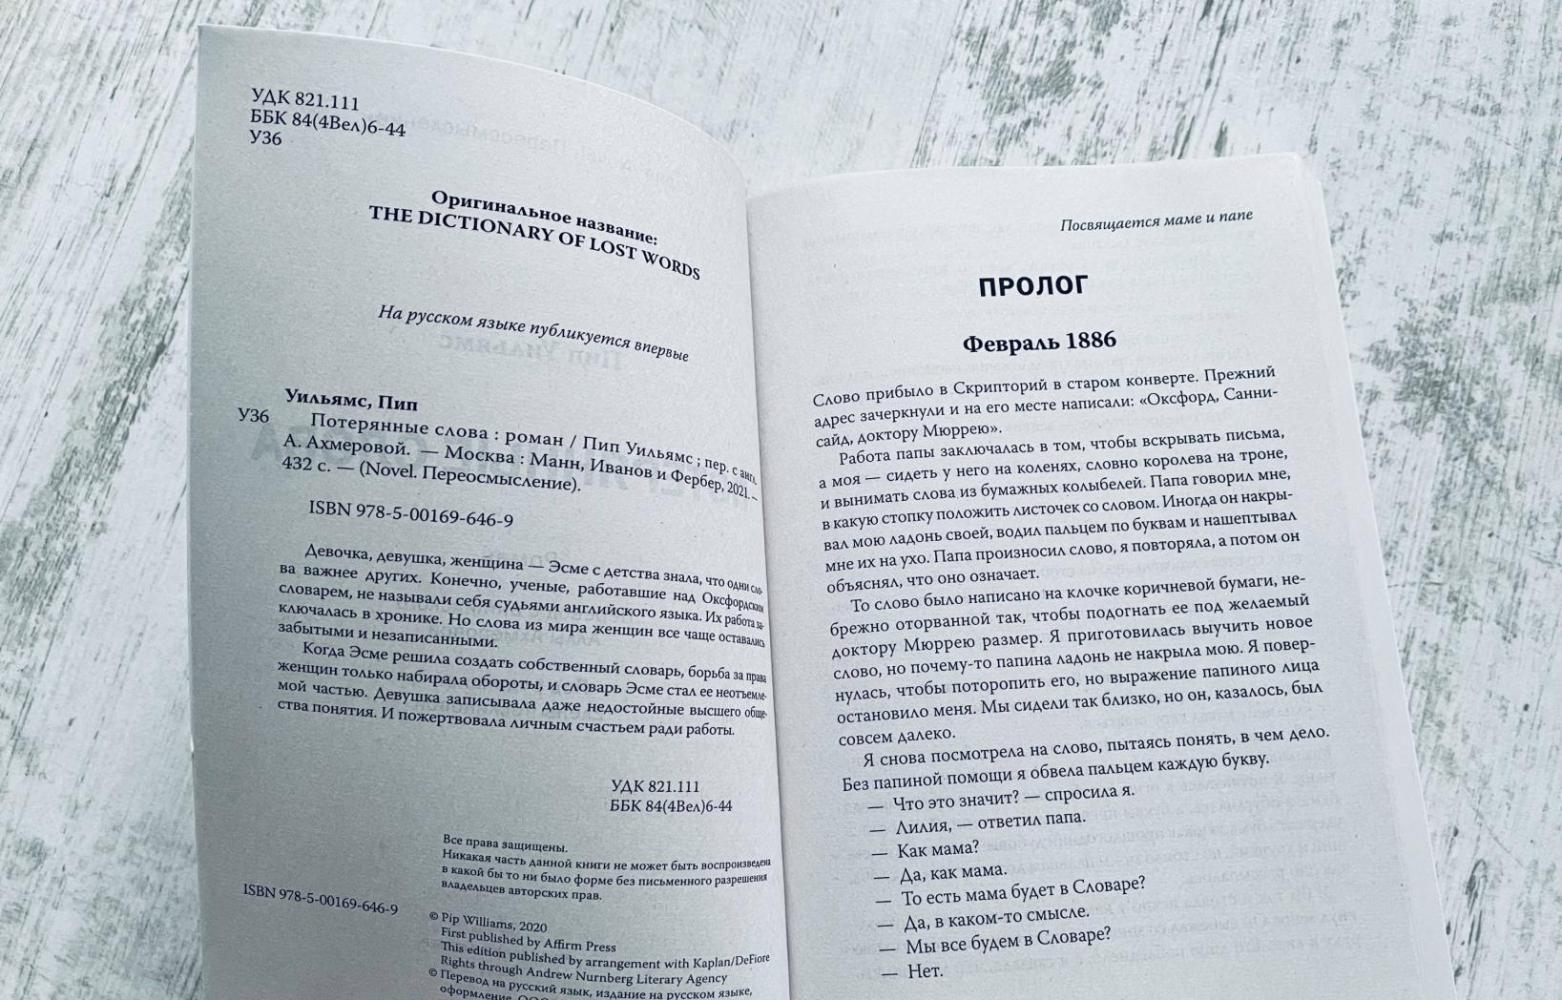 УДК 821.111
ББК 84(4Вел)6-44
У36
Оригинальное название:
THE DICTIONARY OF LOST WORDS
На русском языке публикуется впервые
Уильямс, Пип
У36 Потерянные слова : роман / Пип Уильямс ; пер. с англ.
А. Ахмеровой. — Москва : Манн, Иванов и Фербер, 2021. –
432 с. — (Novel. Переосмысление).
ISBN 978-5-00169-646-9
Девочка, девушка, женщина — Эсме с детства знала, что одни сло-
ва важнее других. Конечно, ученые, работавшие над Оксфордским
словарем, не называли себя судьями английского языка. Их работа за-
ключалась в хронике. Но слова из мира женщин все чаще оставались
забытыми и незаписанными.
Когда Эсме решила создать собственный словарь, борьба за права
женщин только набирала обороты, и словарь Эсме стал ее неотъемле-
мой частью. Девушка записывала даже недостойные высшего обще-
ства понятия. И пожертвовала личным счастьем ради работы.
УДК 821.111
ББК 84(4Вел)6-44
Все права защищены.
Никакая часть данной книги не может быть воспроизведена
в какой бы то ни было форме без письменного разрешения
владельцев авторских прав.
ISBN 978-5-00169-646-9
© Pip Williams, 2020
First published by Affirm Press
This edition published by arrangement with Kaplan/DeFiore
Rights through Andrew Nurnberg Literary Agency
© Перевод на русский язык, издание на русском языке,
оформление. ООО
Посвящается маме и папе
ПРОЛОГ
Февраль 1886
Слово прибыло в Скрипторий в старом конверте. Прежний
адрес зачеркнули и на его месте написали: «Оксфорд, Санни-
сайд, доктору Мюррею».
Работа папы заключалась в том, чтобы вскрывать письма,
а моя — сидеть у него на коленях, словно королева на троне,
и вынимать слова из бумажных колыбелей. Папа говорил мне,
в какую стопку положить листочек со словом. Иногда он накры-
вал мою ладонь своей, водил пальцем по буквам и нашептывал
мне их на ухо. Папа произносил слово, я повторяла, а потом он
объяснял, что оно означает.
То слово было написано на клочке коричневой бумаги, не-
брежно оторванной так, чтобы подогнать ее под желаемый
доктору Мюррею размер. Я приготовилась выучить новое
слово, но почему-то папина ладонь не накрыла мою. Я повер-
нулась, чтобы поторопить его, но выражение папиного лица
остановило меня. Мы сидели так близко, но он, казалось, был
совсем далеко.
Я снова посмотрела на слово, пытаясь понять, в чем дело.
Без папиной помощи я обвела пальцем каждую букву.
— Что это значит? — спросила я.
— Лилия, — ответил папа.
— Как мама?
— Да, как мама.
— То есть мама будет в Словаре?
— Да, в каком-то смысле.
— Мы все будем в Словаре?
— Нет.